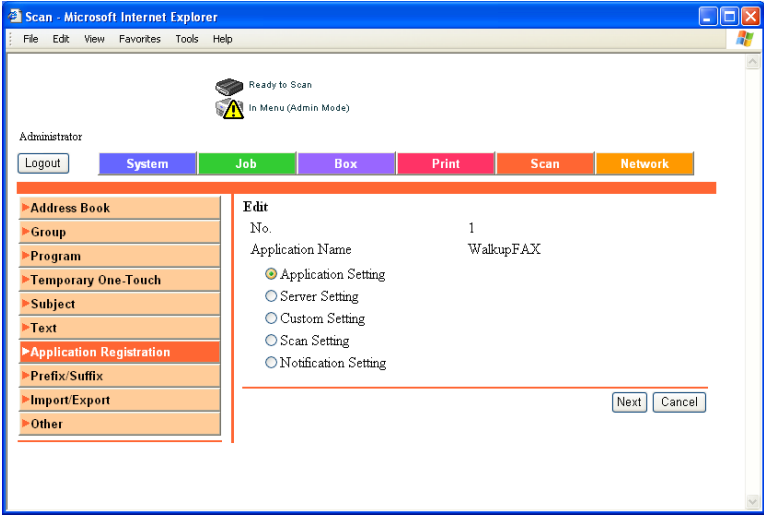 Scan - Microsoft Internet Explorer
File Edit View Favorites Tools Help
Ready to Scan
In Menu (Admin Mode)
Administrator
Logout System Job Box Print Scan Network
Address Book
Group
Program
Temporary One-Touch
Subject
Text
Application Registration
Prefix/Suffix
Import/Export
Other
Edit
No. 1
Application Name WalkupFAX
Application Setting
Server Setting
Custom Setting
Scan Setting
Notification Setting
Next Cancel